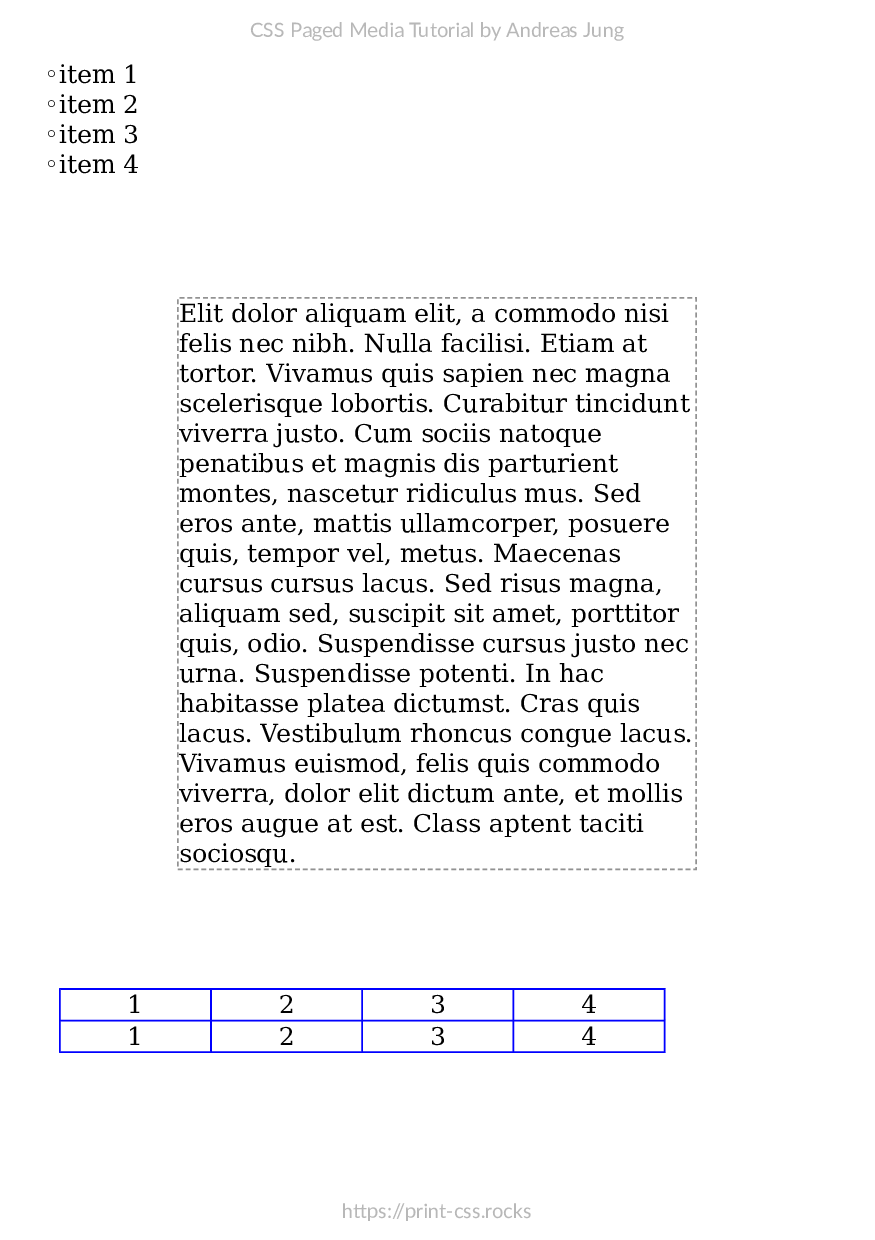 CSS Paged Media Tutorial by Andreas Jung
◦item 1
◦item 2
◦item 3
◦item 4
Elit dolor aliquam elit, a commodo nisi
felis nec nibh. Nulla facilisi. Etiam at
tortor. Vivamus quis sapien nec magna
scelerisque lobortis. Curabitur tincidunt
viverra justo. Cum sociis natoque
penatibus et magnis dis parturient
montes, nascetur ridiculus mus. Sed
eros ante, mattis ullamcorper, posuere
quis, tempor vel, metus. Maecenas
cursus cursus lacus. Sed risus magna,
aliquam sed, suscipit sit amet, porttitor
quis, odio. Suspendisse cursus justo nec
urna. Suspendisse potenti. In hac
habitasse platea dictumst. Cras quis
lacus. Vestibulum rhoncus congue lacus.
Vivamus euismod, felis quis commodo
viverra, dolor elit dictum ante, et mollis
eros augue at est. Class aptent taciti
sociosqu.
1 2 3 4
1 2 3 4
https://print-css.rocks